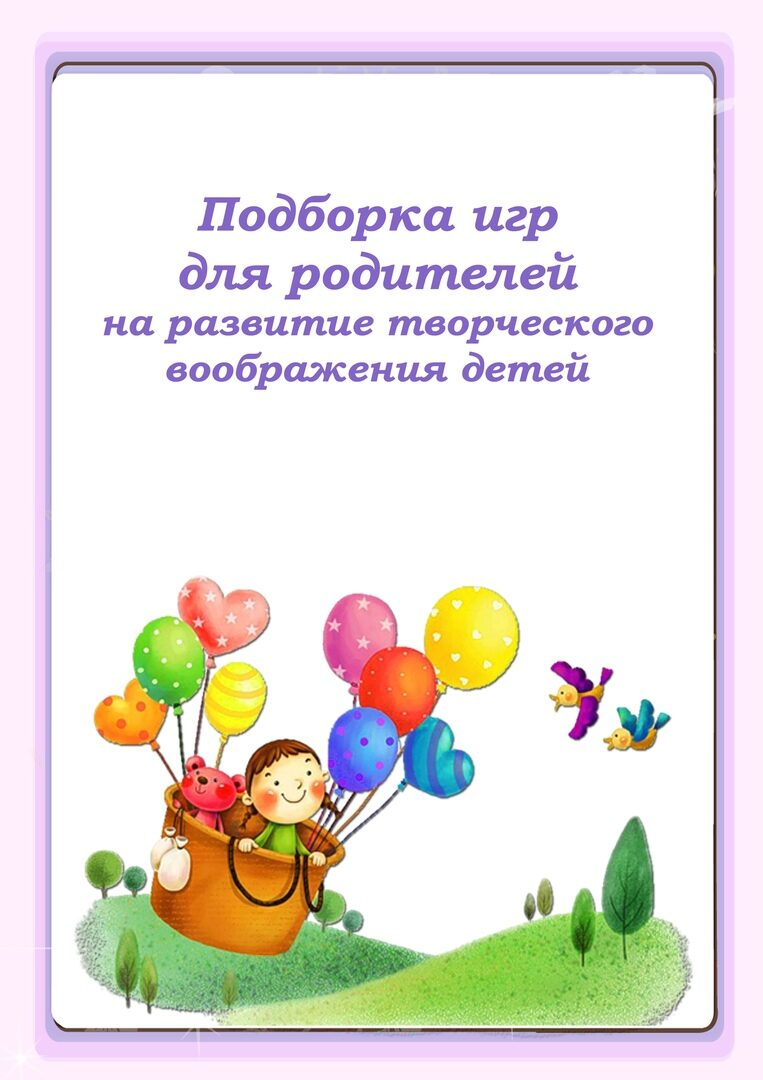 Подборка игр
для родителей
на развитие творческого
воображения детей